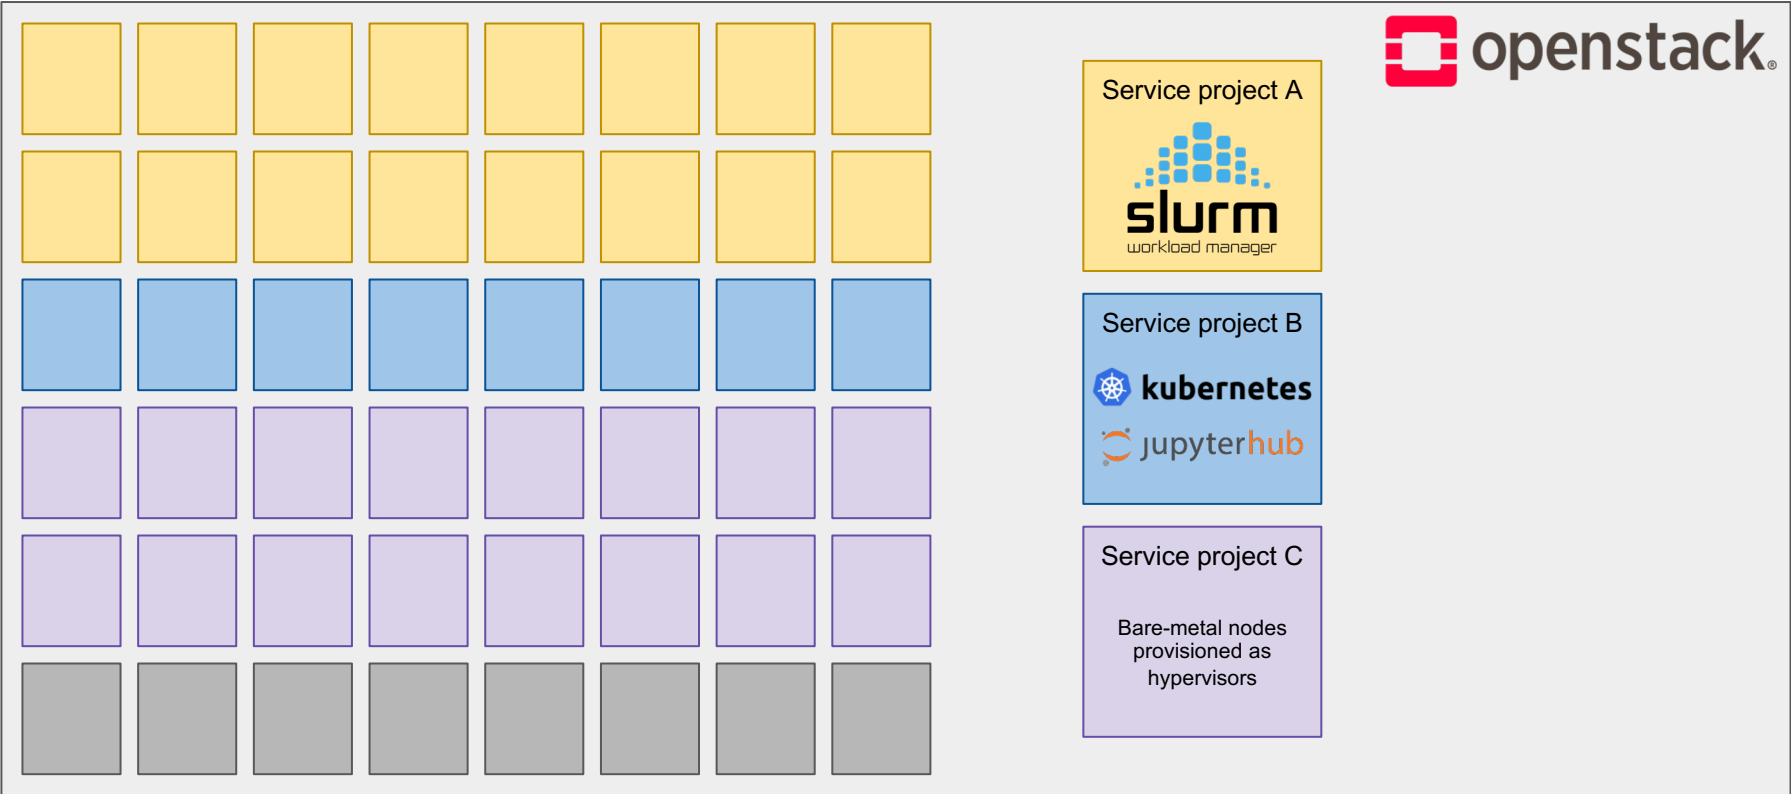 openstack®
Service project A
slurm
workload manager
Service project B
kubernetes
jupyterhub
Service project C
Bare-metal nodes
provisioned as
hypervisors